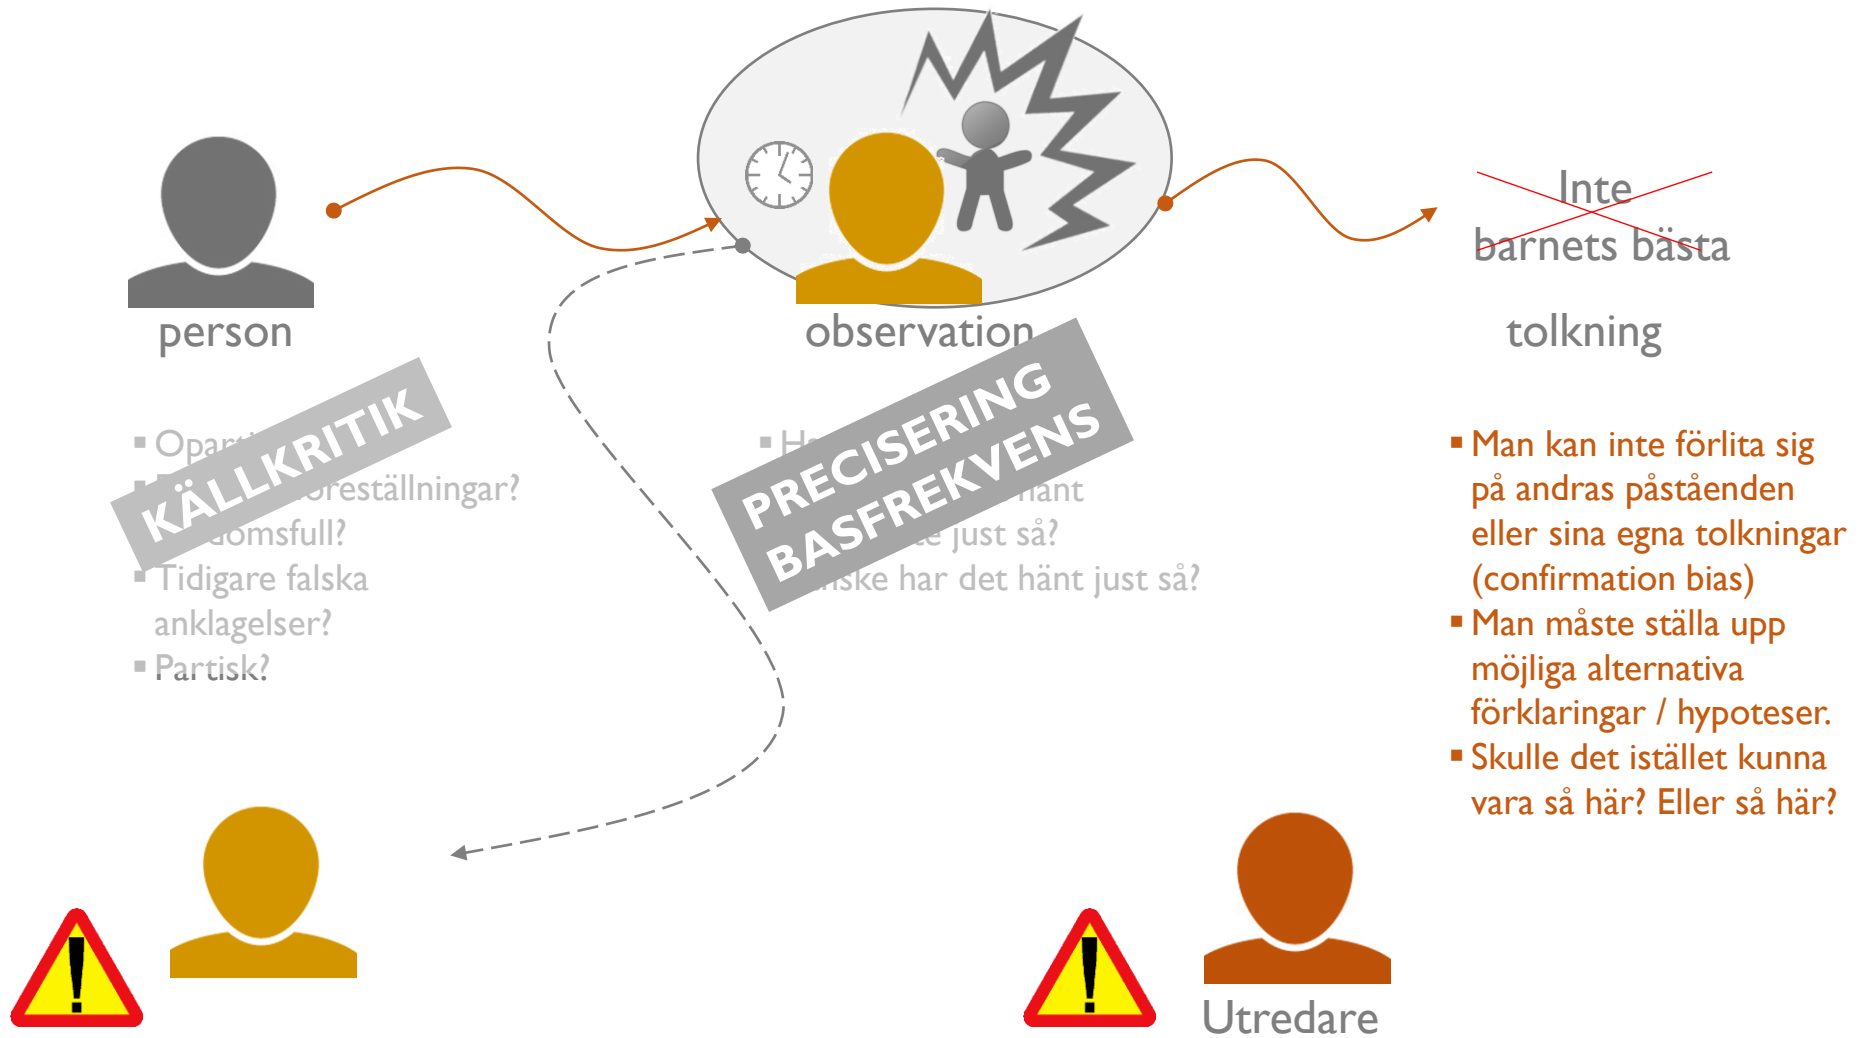 Inte
barnets bästa
person
observation
tolkning
KÄLLKRITIK
föreställningar?
domsfull?
Tidigare falska
anklagelser?
Partisk?
PRECISERING
BASFREKVENS
hänt
just så?
har det hänt just så?
Man kan inte förlita sig
på andras påståenden
eller sina egna tolkningar
(confirmation bias)
Man måste ställa upp
möjliga alternativa
förklaringar / hypoteser.
Skulle det istället kunna
vara så här? Eller så här?
Utredare